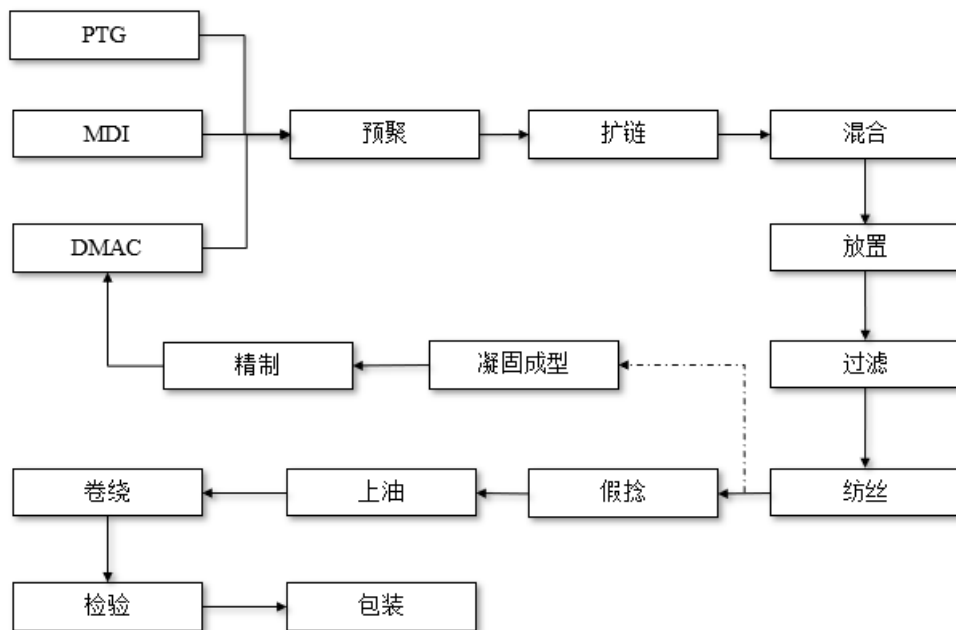 PTG
MDI
预聚
扩链
混合
DMAC
放置
精制
凝固成型
过滤
卷绕
上油
假捻
纺丝
检验
包装